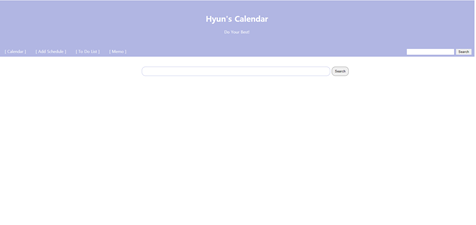 Hyun's Calendar
Do Your Best
[ Calendar ] [ Add Schedule ] [ To Do List ] [ Memo ] Search
Search